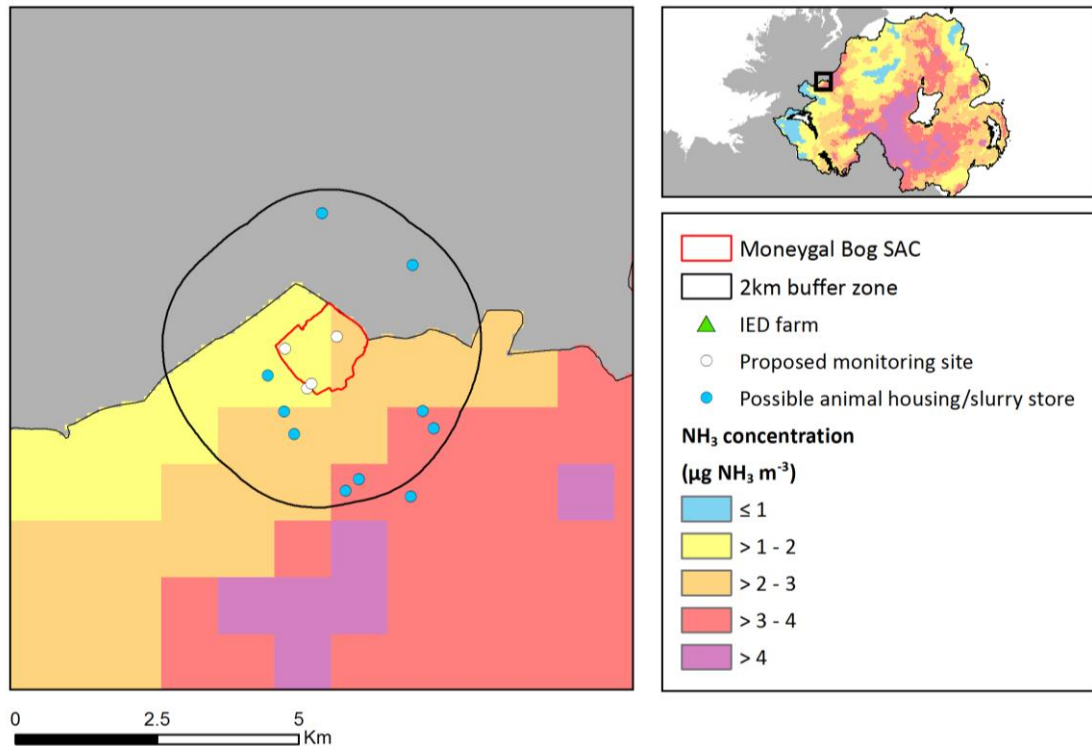 Moneygal Bog SAC
2km buffer zone
IED farm
Proposed monitoring site
Possible animal housing/slurry store
NH₃ concentration
(µg NH₃ m⁻³)
≤ 1
> 1 - 2
> 2 - 3
> 3 - 4
> 4
0 2.5 5
Km